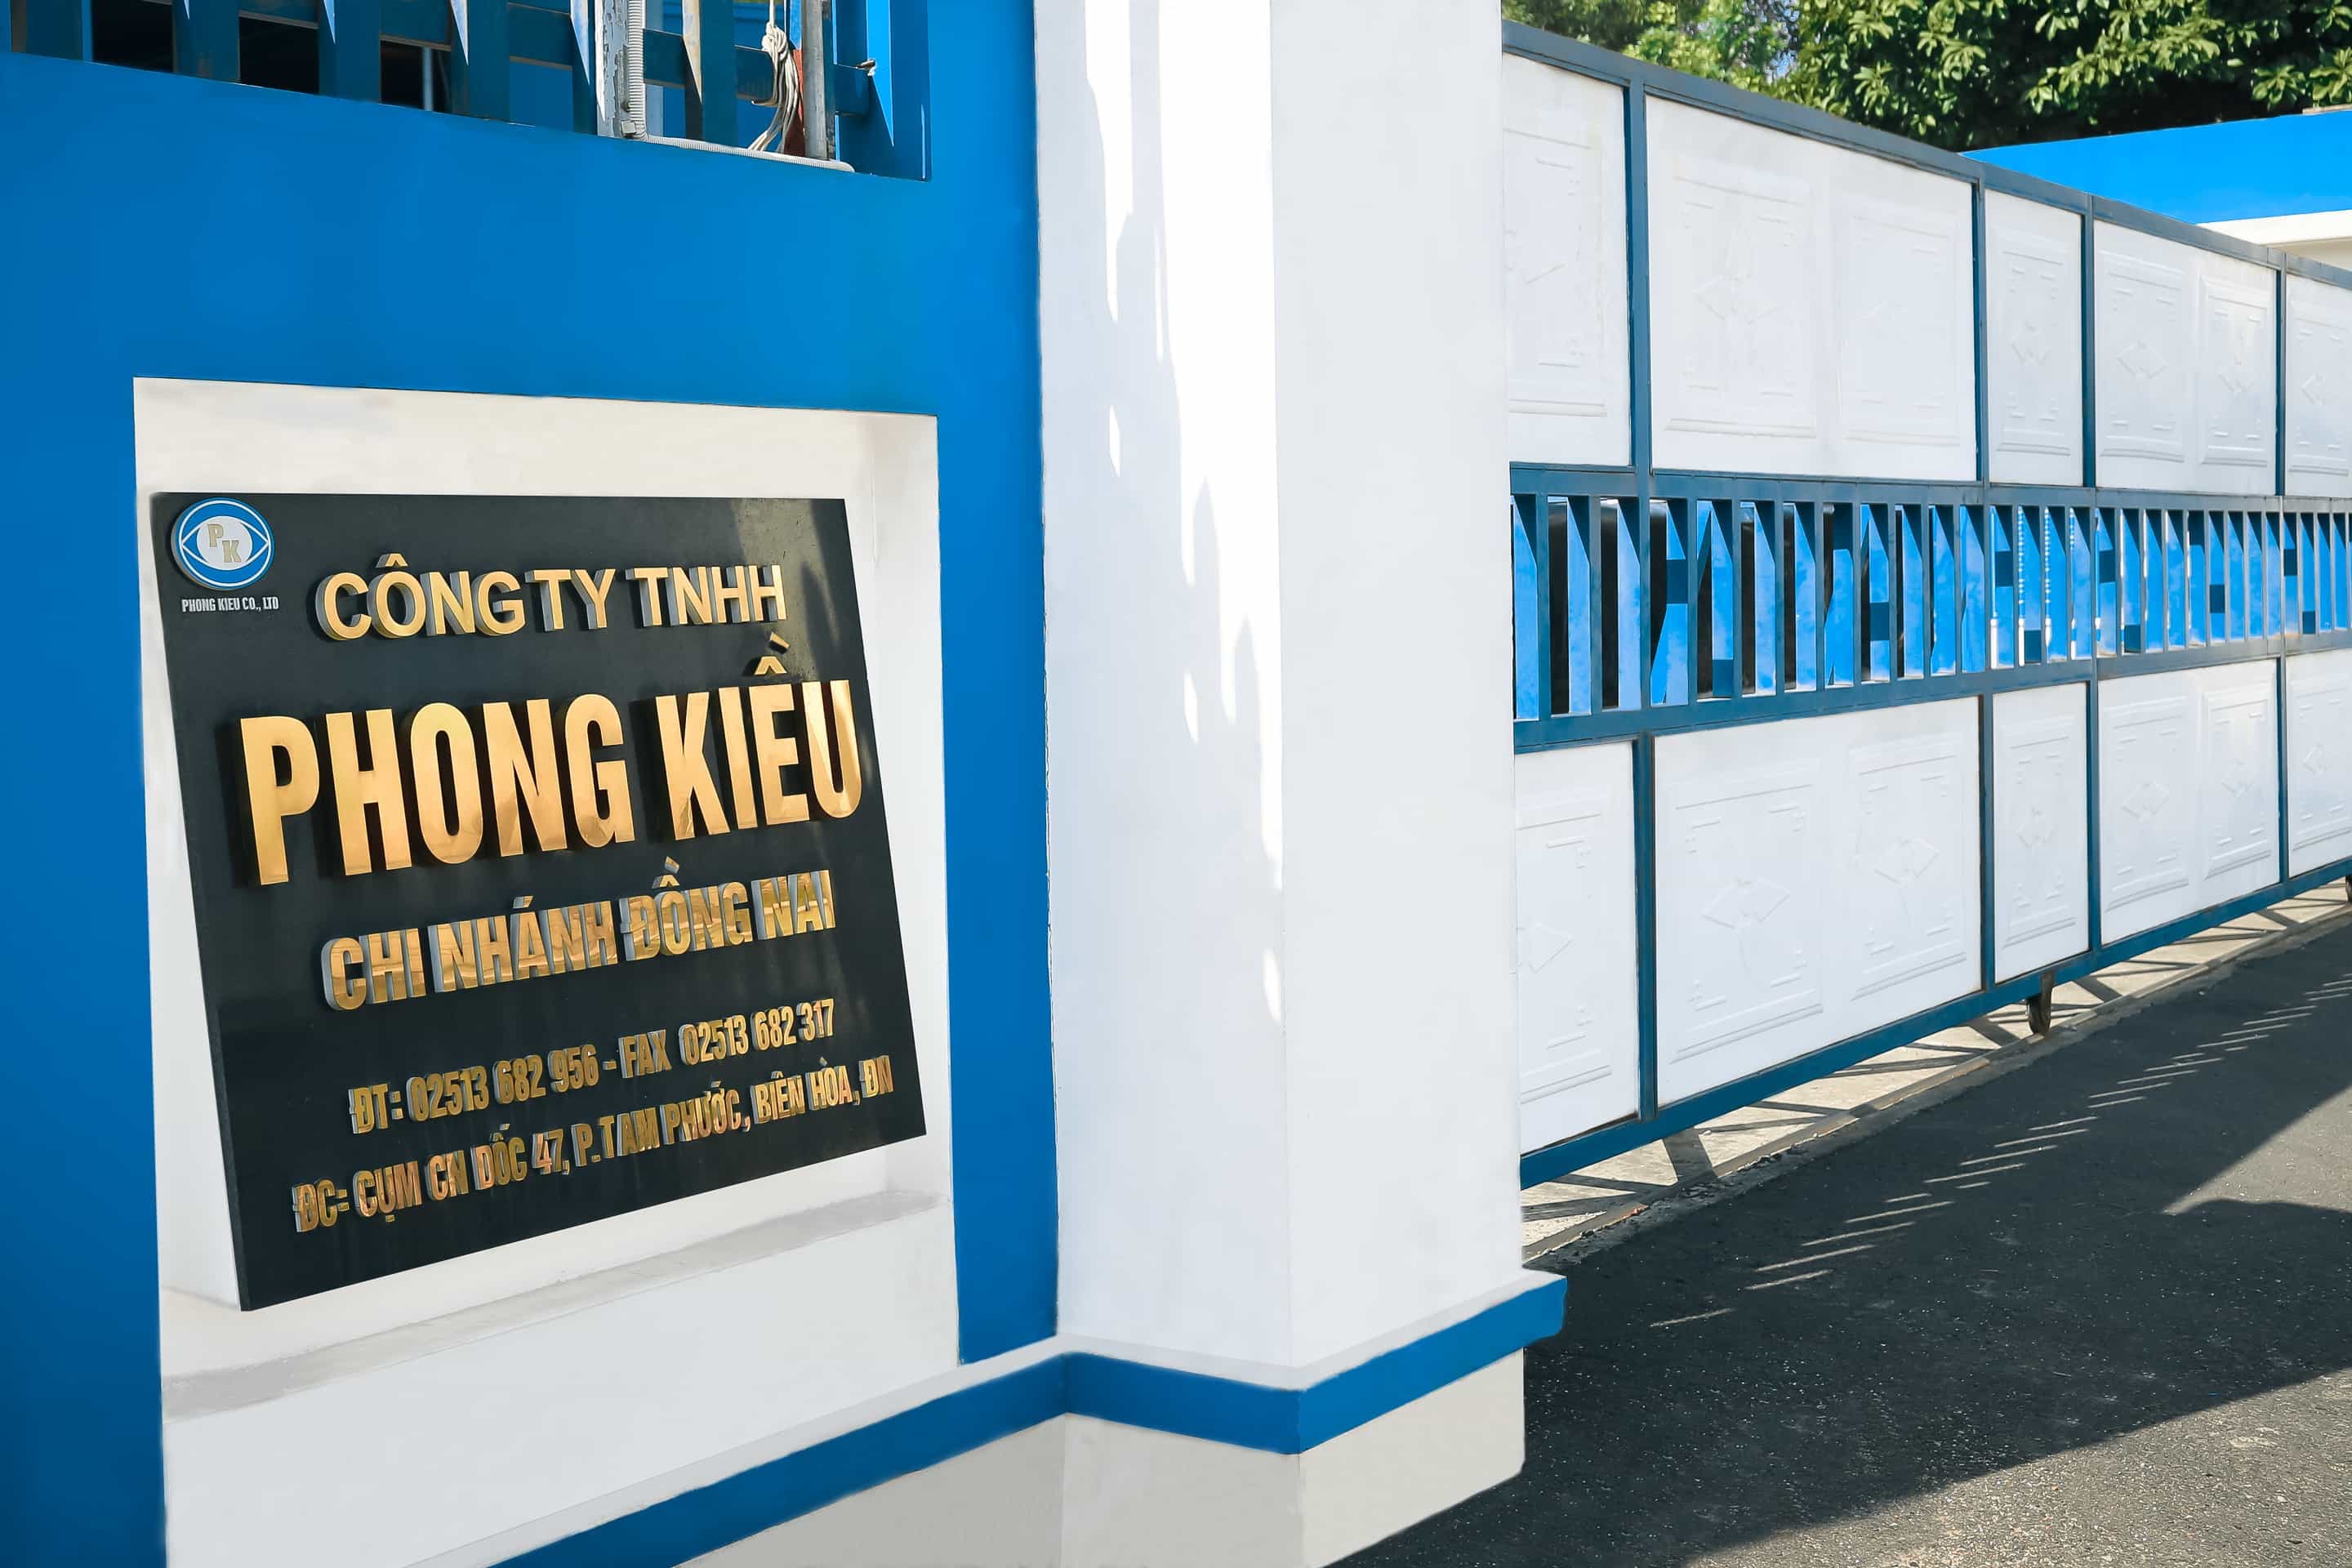 PK
PHONG KIEU CO., LTD
CÔNG TY TNHH
PHONG KIỀU
CHI NHÁNH ĐỒNG NAI
ĐT: 02513 682 956 - FAX 02513 682 317
ĐC: CỤM CN DỐC 47, P.TAM PHƯỚC, BIÊN HÒA, ĐN